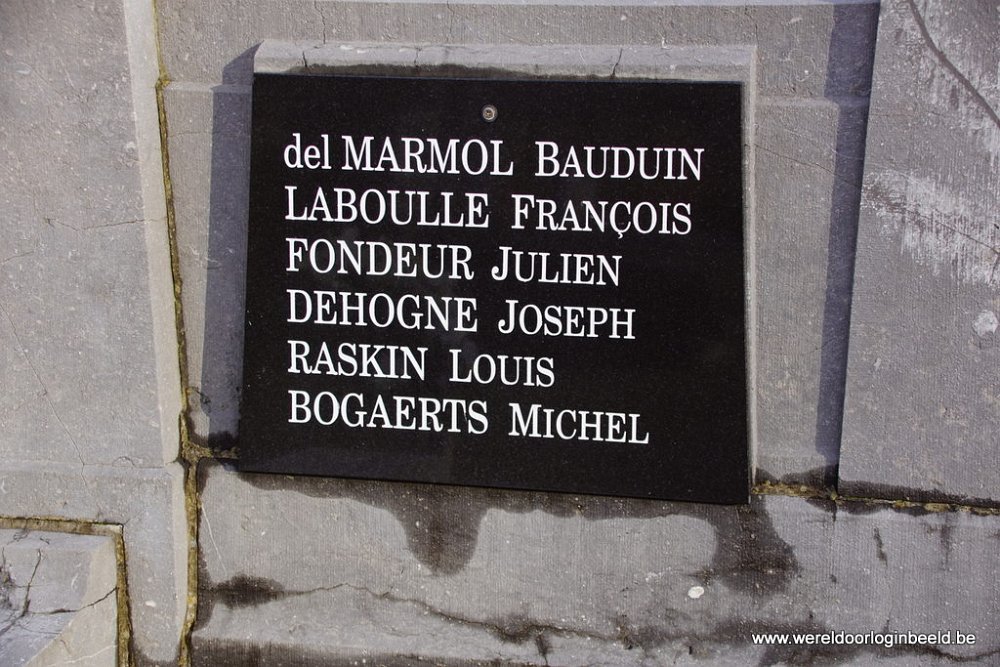 del MARMOL BAUDUIN
LABOULLE FRANÇOIS
FONDEUR JULIEN
DEHOGNE JOSEPH
RASKIN LOUIS
BOGAERTS MICHEL
www.wereldoorloginbeeld.be